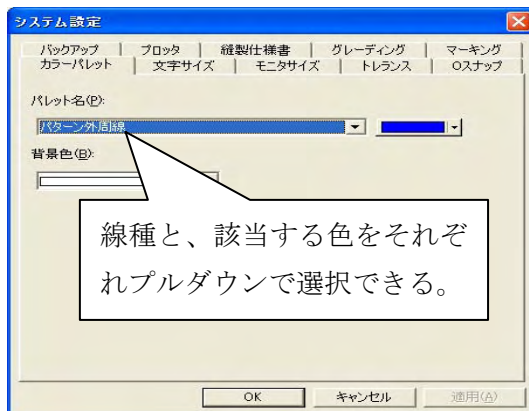 システム設定
バックアップ プロッタ 縫製仕様書 グレーディング マーキング
カラーパレット 文字サイズ モニタサイズ トレランス Oスナップ
パレット名(P):
パターン外周線
背景色(B):
線種と、該当する色をそれぞ
れプルダウンで選択できる。
OK キャンセル 適用(A)